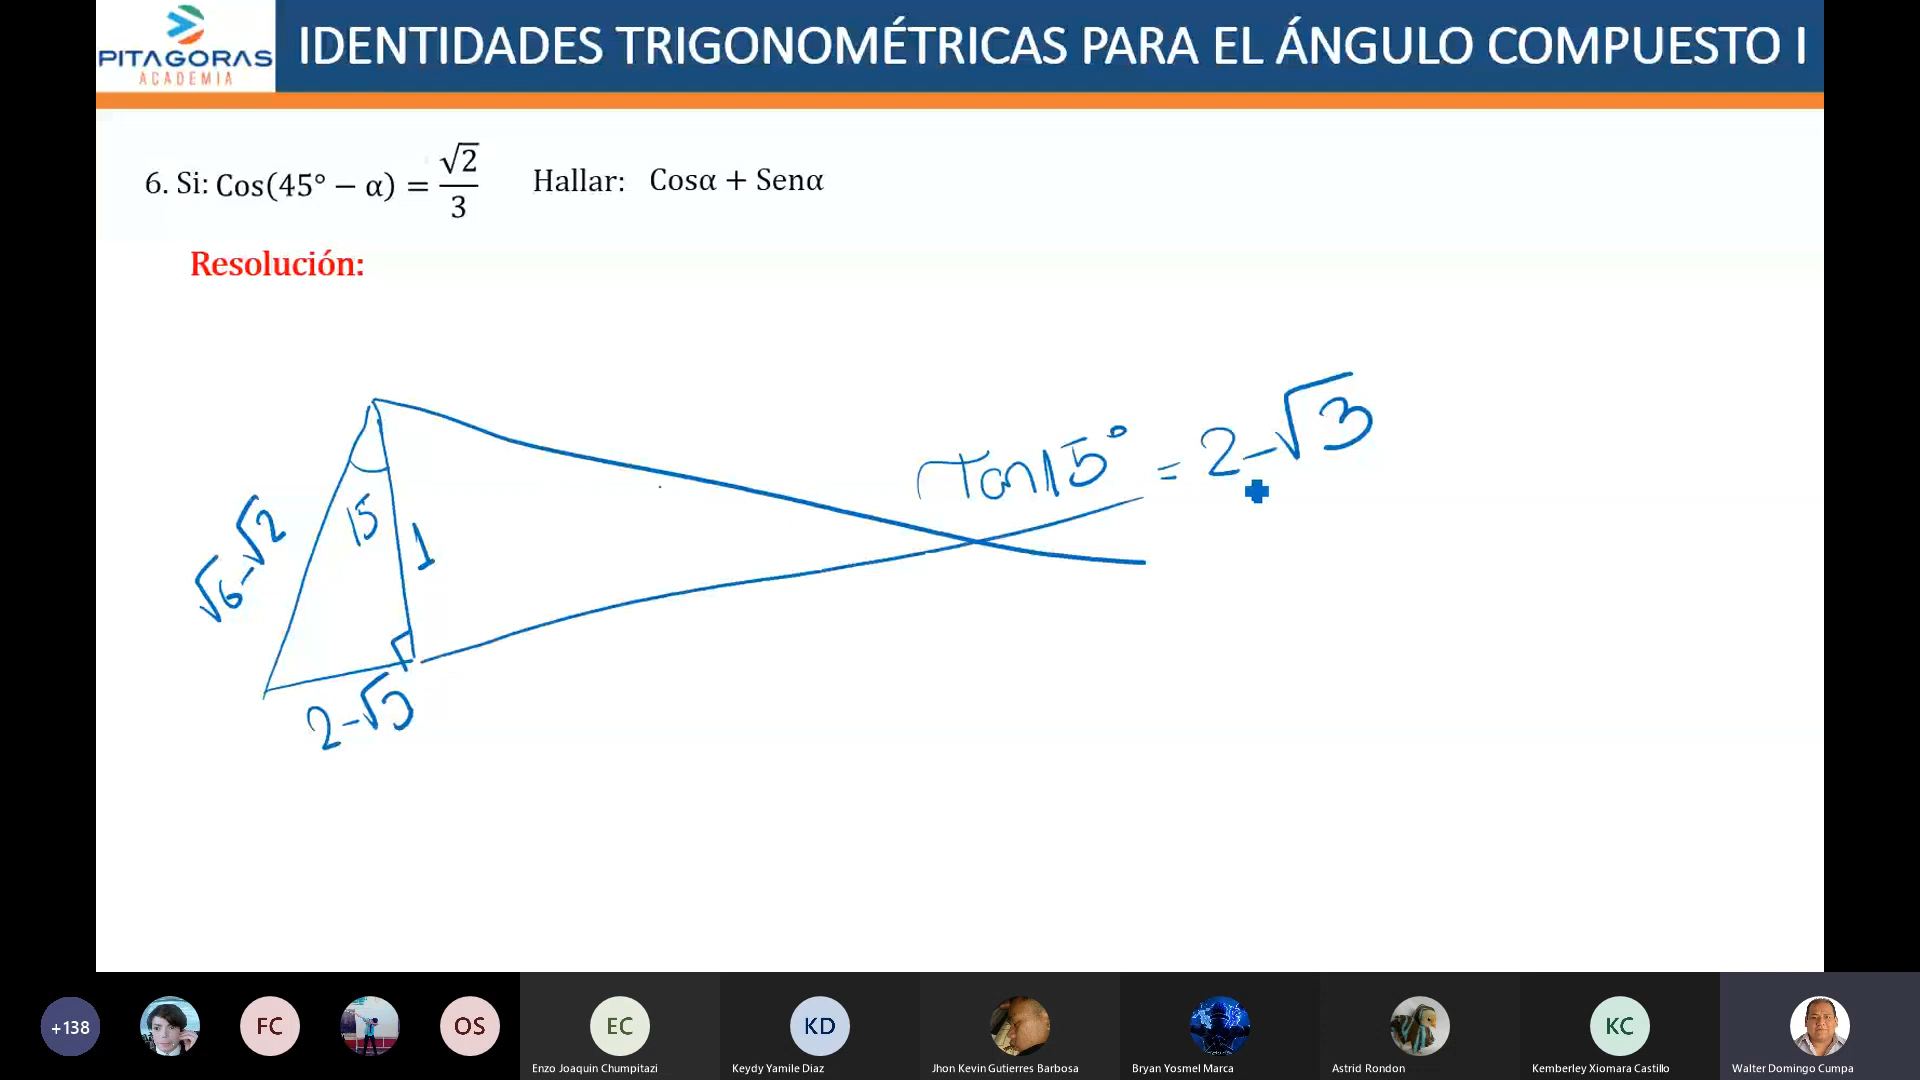 PITAGORAS
ACADEMIA
IDENTIDADES TRIGONOMÉTRICAS PARA EL ÁNGULO COMPUESTO I
6. Si: Cos(45° − α) = √2/3 Hallar: Cosα + Senα
Resolución:
Tan15° = 2-√3
√6-√2
15
1
2-√3
+138
FC
OS
EC
KD
KC
Enzo Joaquin Chumpitazi
Keydy Yamile Diaz
Jhon Kevin Gutierres Barbosa
Bryan Yosmel Marca
Astrid Rondon
Kemberley Xiomara Castillo
Walter Domingo Cumpa